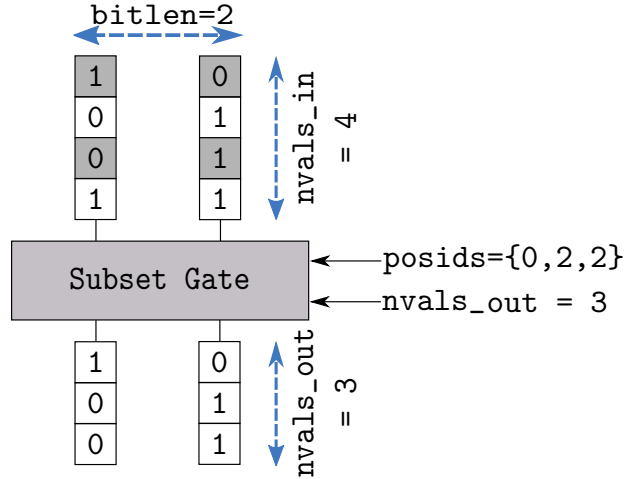 bitlen=2
1 0
0 1
0 1
1 1
nvals_in
= 4
Subset Gate
posids={0,2,2}
nvals_out = 3
1 0
0 1
0 1
nvals_out
= 3